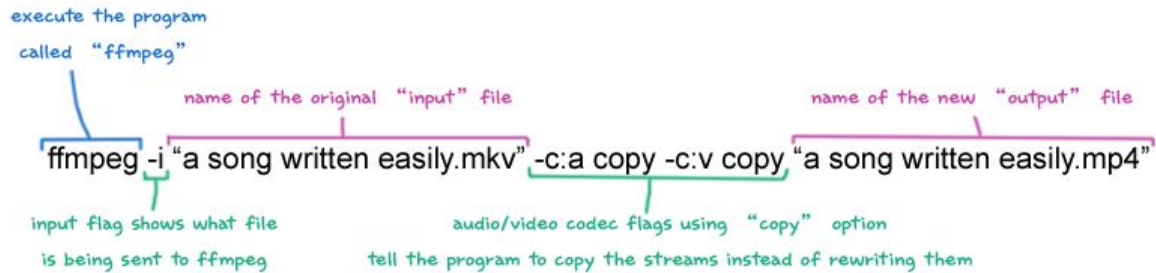 execute the program
called “ffmpeg”
name of the original “input” file
name of the new “output” file
ffmpeg -i “a song written easily.mkv” -c:a copy -c:v copy “a song written easily.mp4”
input flag shows what file
is being sent to ffmpeg
audio/video codec flags using “copy” option
tell the program to copy the streams instead of rewriting them